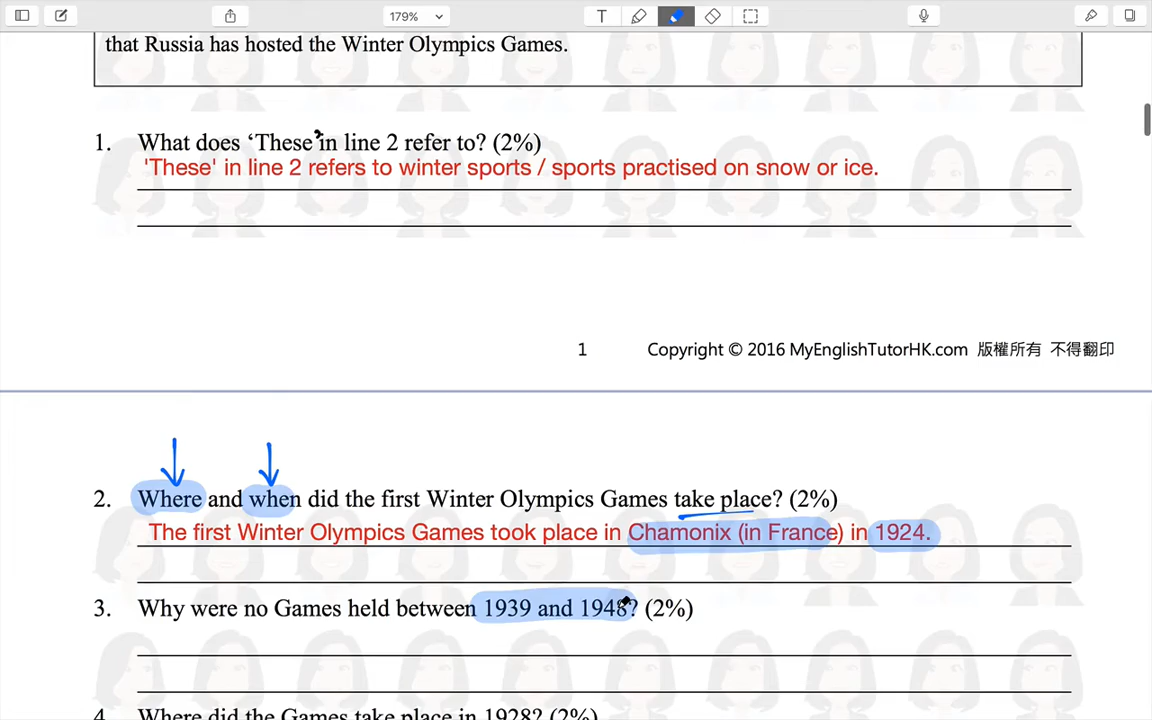 179%
that Russia has hosted the Winter Olympics Games.
1. What does ‘These’ in line 2 refer to? (2%)
'These' in line 2 refers to winter sports / sports practised on snow or ice.
1 Copyright © 2016 MyEnglishTutorHK.com 版權所有 不得翻印
2. Where and when did the first Winter Olympics Games take place? (2%)
The first Winter Olympics Games took place in Chamonix (in France) in 1924.
3. Why were no Games held between 1939 and 1948? (2%)
4. Where did the Games take place in 1928? (2%)